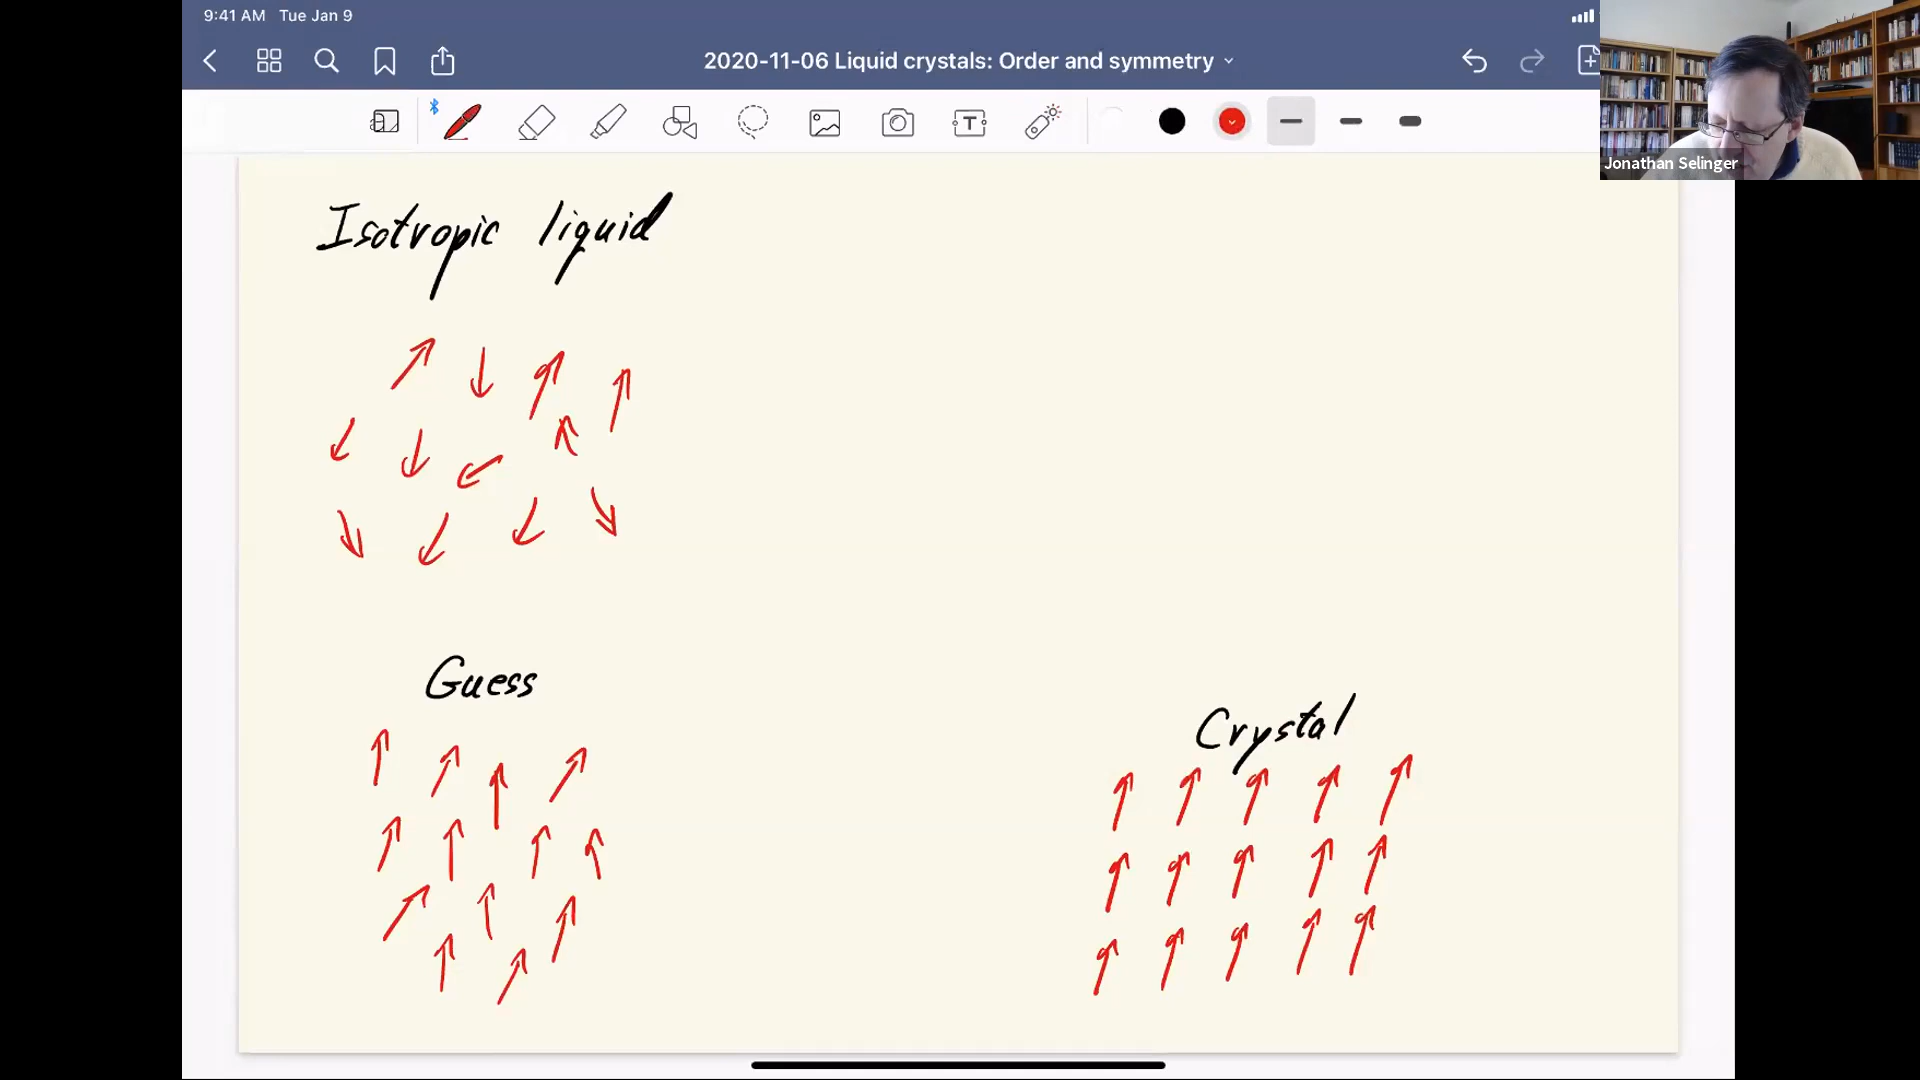 9:41 AM Tue Jan 9
2020-11-06 Liquid crystals: Order and symmetry
T
Jonathan Selinger
Isotropic liquid
Guess
Crystal